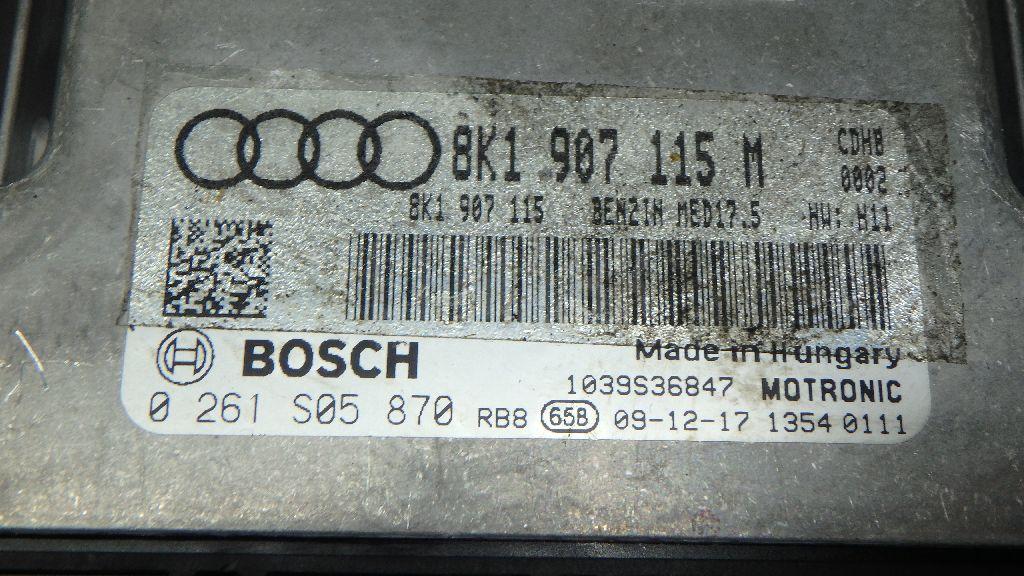 8K1 907 115 M CDHB
0002
8K1 907 115 BENZIN MED17.5 HW: H11
BOSCH Made in Hungary
1039S36847 MOTRONIC
0 261 S05 870 RB8 658 09-12-17 1354 0111